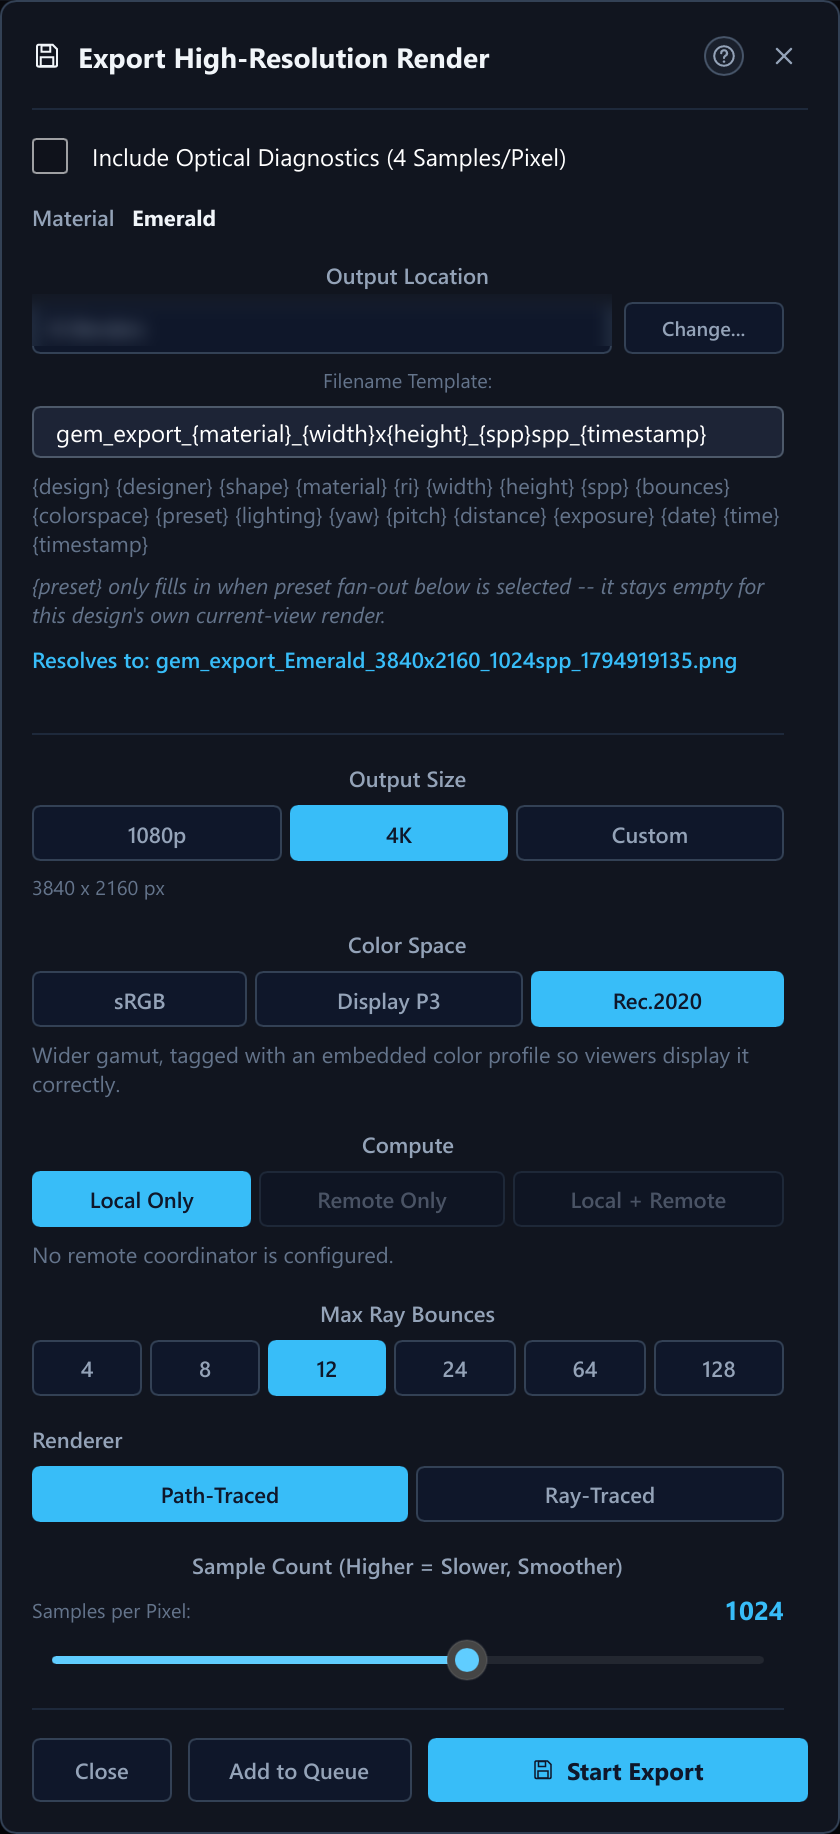 Export High-Resolution Render
Include Optical Diagnostics (4 Samples/Pixel)
Material Emerald
Output Location
Change...
Filename Template:
gem_export_{material}_{width}x{height}_{spp}spp_{timestamp}
{design} {designer} {shape} {material} {ri} {width} {height} {spp} {bounces}
{colorspace} {preset} {lighting} {yaw} {pitch} {distance} {exposure} {date} {time}
{timestamp}
{preset} only fills in when preset fan-out below is selected -- it stays empty for
this design's own current-view render.
Resolves to: gem_export_Emerald_3840x2160_1024spp_1794919135.png
Output Size
1080p 4K Custom
3840 x 2160 px
Color Space
sRGB Display P3 Rec.2020
Wider gamut, tagged with an embedded color profile so viewers display it
correctly.
Compute
Local Only Remote Only Local + Remote
No remote coordinator is configured.
Max Ray Bounces
4 8 12 24 64 128
Renderer
Path-Traced Ray-Traced
Sample Count (Higher = Slower, Smoother)
Samples per Pixel: 1024
Close Add to Queue Start Export